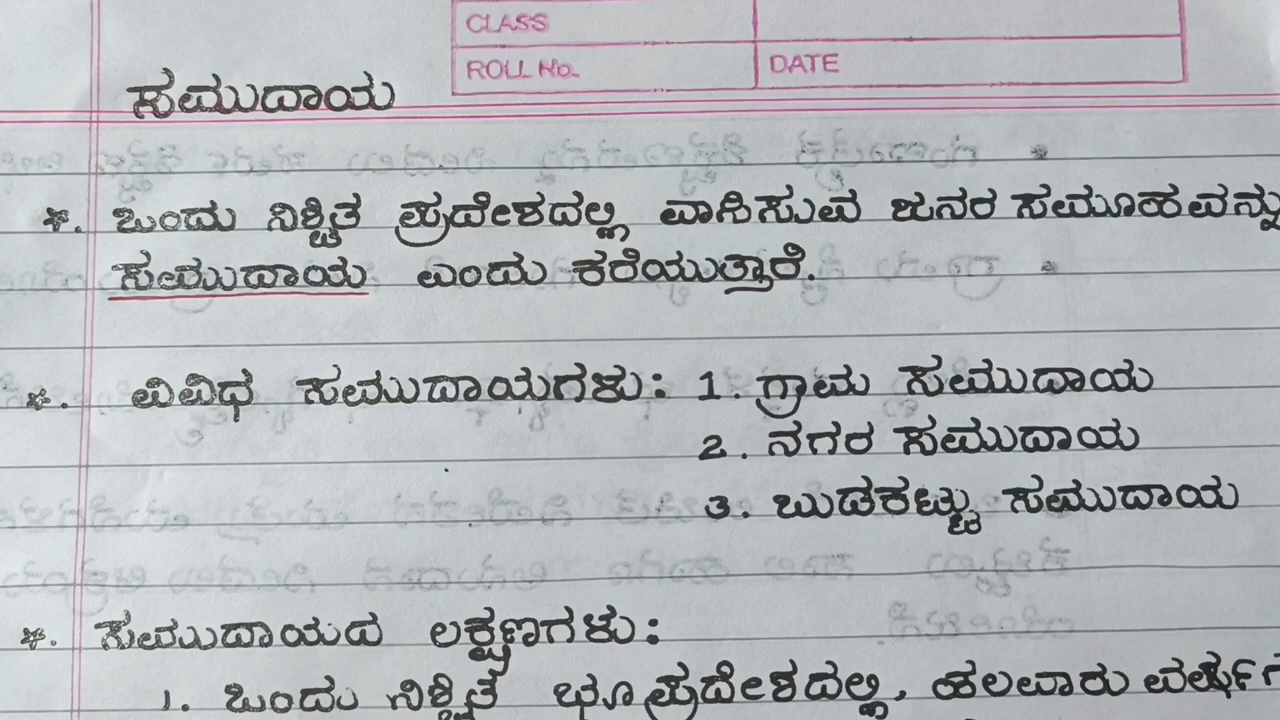 CLASS
ROLL No. DATE
ಸಮುದಾಯ
*. ಒಂದು ನಿಶ್ಚಿತ ಪ್ರದೇಶದಲ್ಲಿ ವಾಸಿಸುವ ಜನರ ಸಮೂಹವನ್ನು
ಸಮುದಾಯ ಎಂದು ಕರೆಯುತ್ತಾರೆ.
*. ವಿವಿಧ ಸಮುದಾಯಗಳು: 1. ಗ್ರಾಮ ಸಮುದಾಯ
2. ನಗರ ಸಮುದಾಯ
3. ಬುಡಕಟ್ಟು ಸಮುದಾಯ
*. ಸಮುದಾಯದ ಲಕ್ಷಣಗಳು:
1. ಒಂದು ನಿಶ್ಚಿತ ಭೂಪ್ರದೇಶದಲ್ಲಿ, ಹಲವಾರು